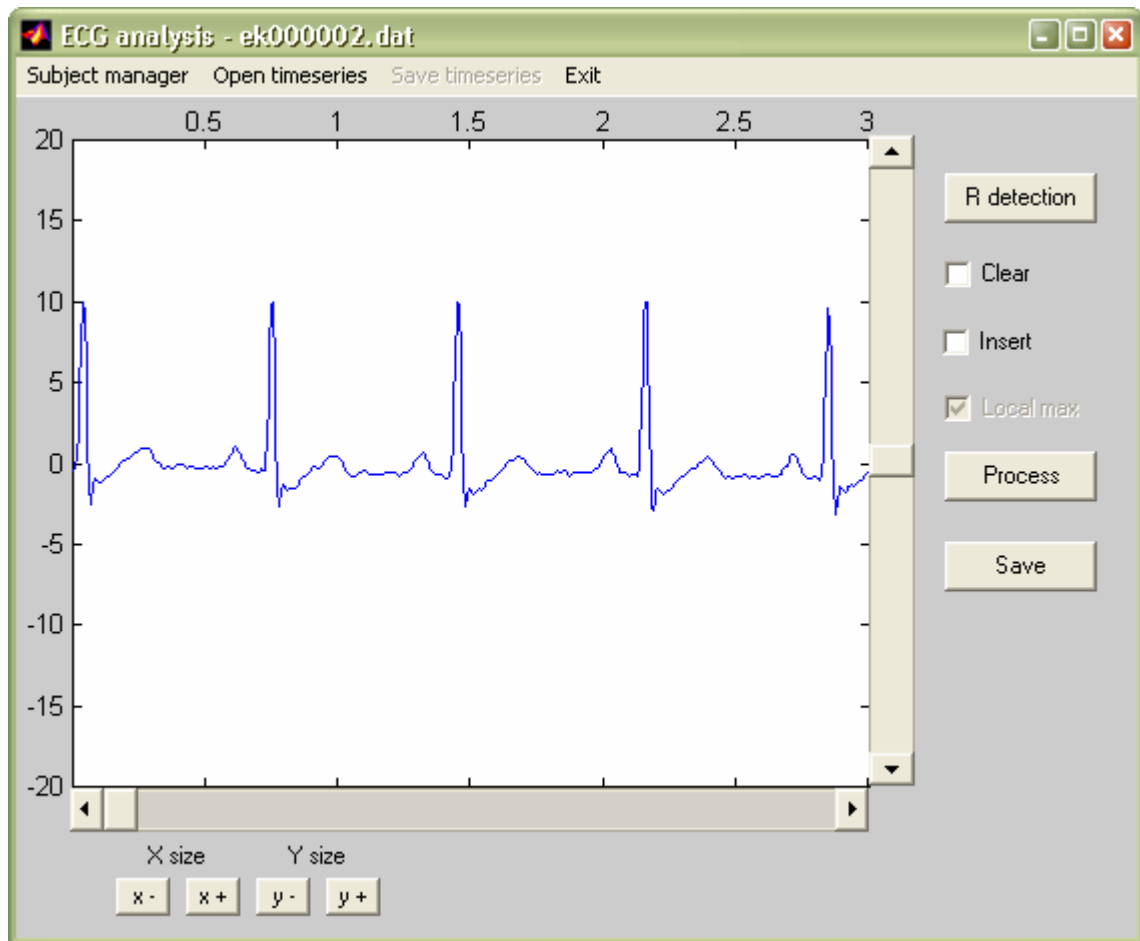 ECG analysis - ek000002.dat
Subject manager Open timeseries Save timeseries Exit
0.5 1 1.5 2 2.5 3
20
15
10
5
0
-5
-10
-15
-20
R detection
Clear
Insert
Local max
Process
Save
X size Y size
x - x + y - y +